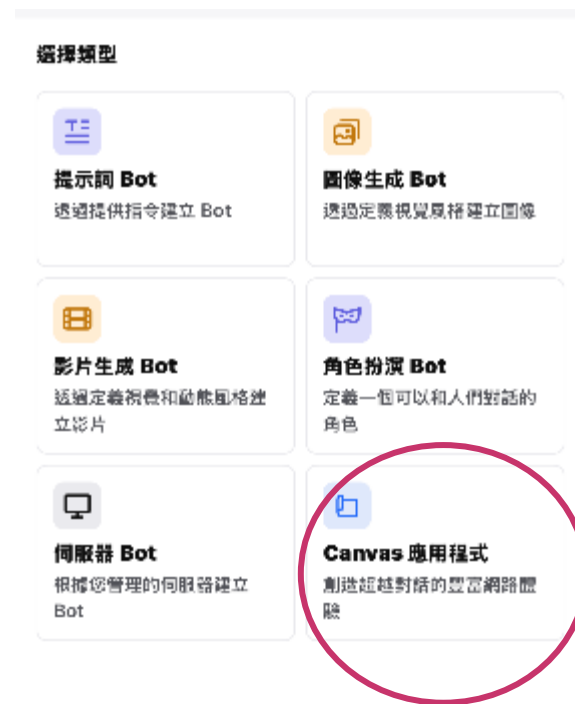 選擇類型
提示詞 Bot
透過提供指令建立 Bot
圖像生成 Bot
透過定義視覺風格建立圖像
影片生成 Bot
透過定義視覺和動態風格建
立影片
角色扮演 Bot
定義一個可以和人們對話的
角色
伺服器 Bot
根據您管理的伺服器建立
Bot
Canvas 應用程式
創造超越對話的豐富網路體
驗